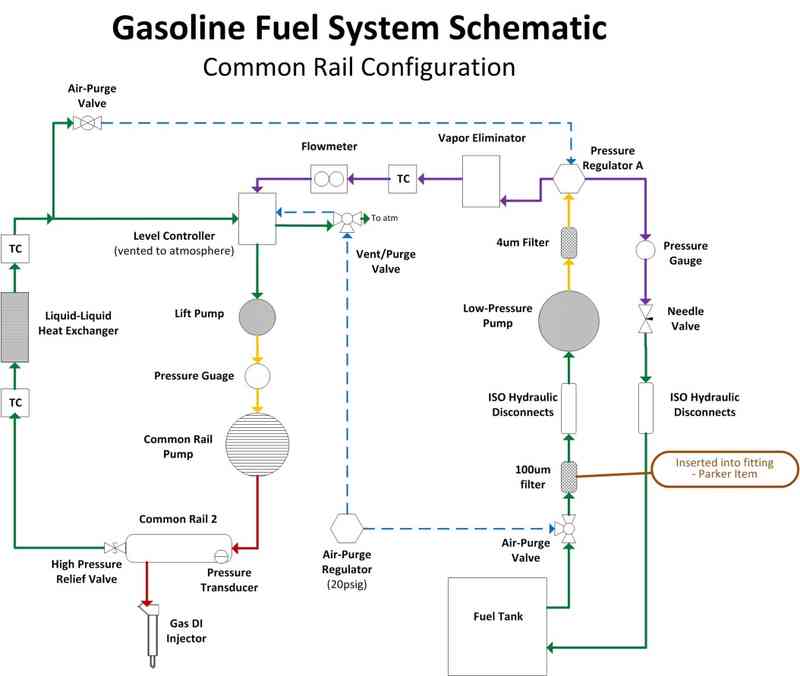 Gasoline Fuel System Schematic
Common Rail Configuration
Air-Purge
Valve
Flowmeter
Vapor Eliminator
Pressure
Regulator A
TC
To atm
Level Controller
(vented to atmosphere)
Vent/Purge
Valve
4um Filter
Pressure
Gauge
TC
Liquid-Liquid
Heat Exchanger
Lift Pump
Low-Pressure
Pump
Needle
Valve
Pressure Guage
TC
ISO Hydraulic
Disconnects
ISO Hydraulic
Disconnects
Common Rail
Pump
100um
filter
Inserted into fitting
- Parker Item
Common Rail 2
High Pressure
Relief Valve
Pressure
Transducer
Air-Purge
Regulator
(20psig)
Air-Purge
Valve
Gas DI
Injector
Fuel Tank